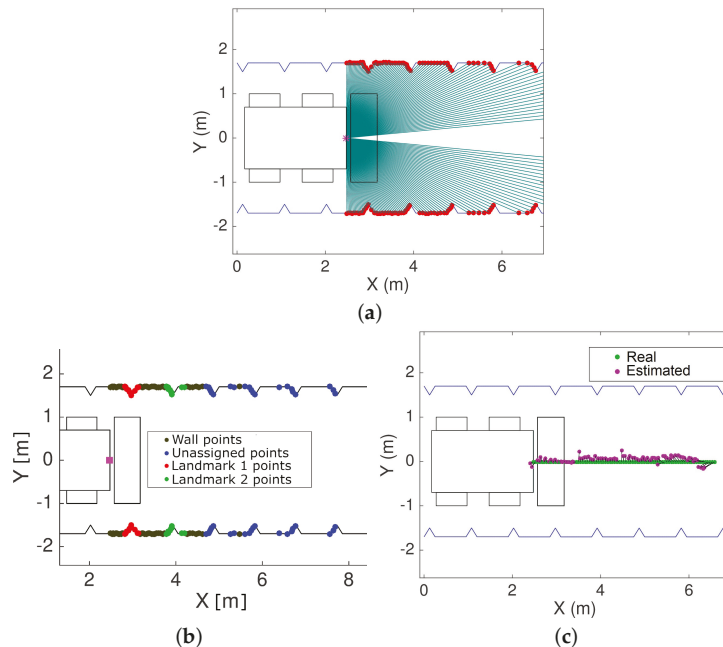 2
1
0
-1
-2
Y (m)
0
2
4
6
X (m)
(a)
2
1
0
-1
-2
Y [m]
Wall points
Unassigned points
Landmark 1 points
Landmark 2 points
2
4
6
8
X [m]
(b)
2
1
0
-1
-2
Y (m)
Real
Estimated
0
2
4
6
X (m)
(c)